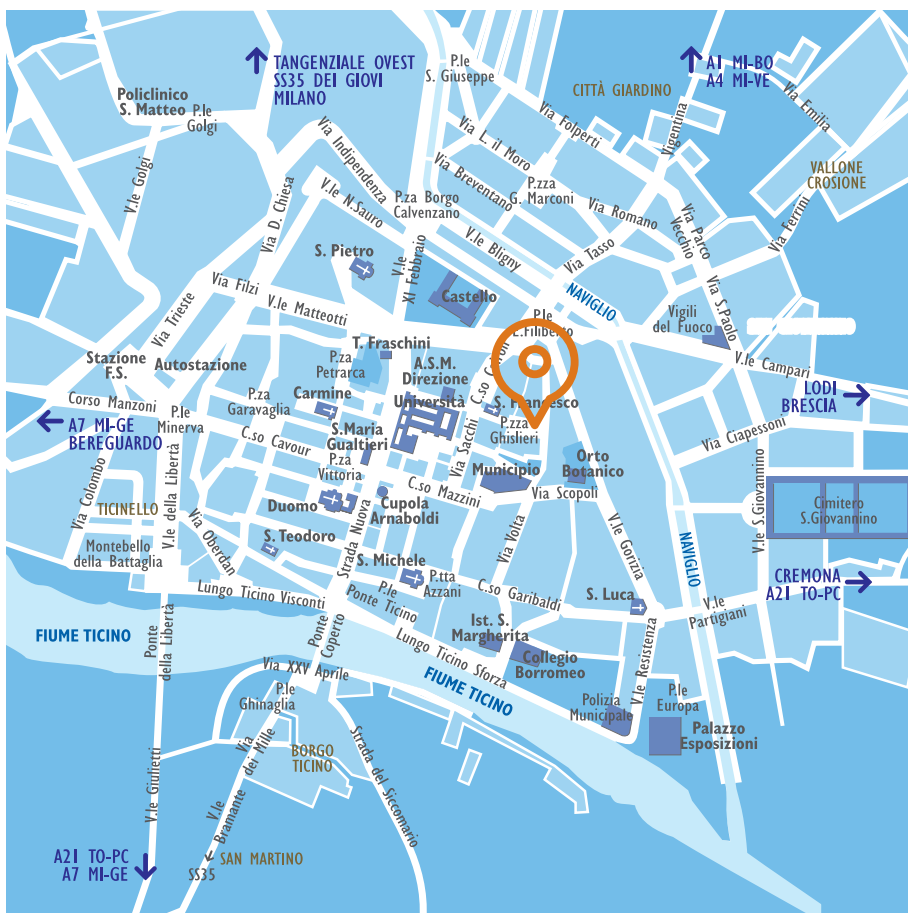 TANGENZIALE OVEST
SS35 DEI GIOVI
MILANO
P.le
S. Giuseppe
A1 MI-BO
A4 MI-VE
CITTÀ GIARDINO
Policlinico
S. Matteo
P.le
Golgi
Via Folperti
Vigentina
Via Emilia
Via Indipendenza
Via L. il Moro
Via Breventano
P.zza
G. Marconi
VALLONE
CROSIONE
V.le Golgi
Via D. Chiesa
V.le N.Sauro
P.za Borgo
Calvenzano
Via Romano
Via Parco
Vecchio
Via Ferrini
S. Pietro
V.le
XI Febbraio
V.le Bligny
Via Tasso
Via Filzi
V.le Matteotti
Castello
NAVIGLIO
Via Trieste
P.le
E.Filiberto
Vigili
del Fuoco
Via S.Paolo
Stazione
F.S.
Autostazione
T. Fraschini
P.za
Petrarca
A.S.M.
Direzione
V.le Campari
Corso Manzoni
P.le
Minerva
P.za
Garavaglia
Carmine
Università
S. Francesco
LODI
BRESCIA
A7 MI-GE
BEREGUARDO
C.so Cavour
S.Maria
Gualtieri
P.za
Vittoria
Via Sacchi
P.zza
Ghislieri
Via Ciapessoni
Municipio
Orto
Botanico
Via Colombo
V.le della Libertà
C.so Mazzini
Via Scopoli
V.le S.Giovannino
Cimitero
S.Giovannino
TICINELLO
Duomo
Cupola
Arnaboldi
Via Oberdan
Strada Nuova
Montebello
della Battaglia
S. Teodoro
S. Michele
Via Volta
V.le Gorizia
NAVIGLIO
P.tta
Azzani
P.le
Ponte Ticino
C.so Garibaldi
S. Luca
CREMONA
A21 TO-PC
Lungo Ticino Visconti
V.le
Partigiani
FIUME TICINO
Ponte
della Libertà
Ponte
Coperto
Ist. S.
Margherita
Collegio
Borromeo
Lungo Ticino Sforza
V.le Resistenza
Via XXV Aprile
FIUME TICINO
P.le
Ghinaglia
Polizia
Municipale
P.le
Europa
Palazzo
Esposizioni
Via
dei Mille
BORGO
TICINO
Strada del Siccomario
V.le Giulietti
V.le
Bramante
A21 TO-PC
A7 MI-GE
SAN MARTINO
SS35